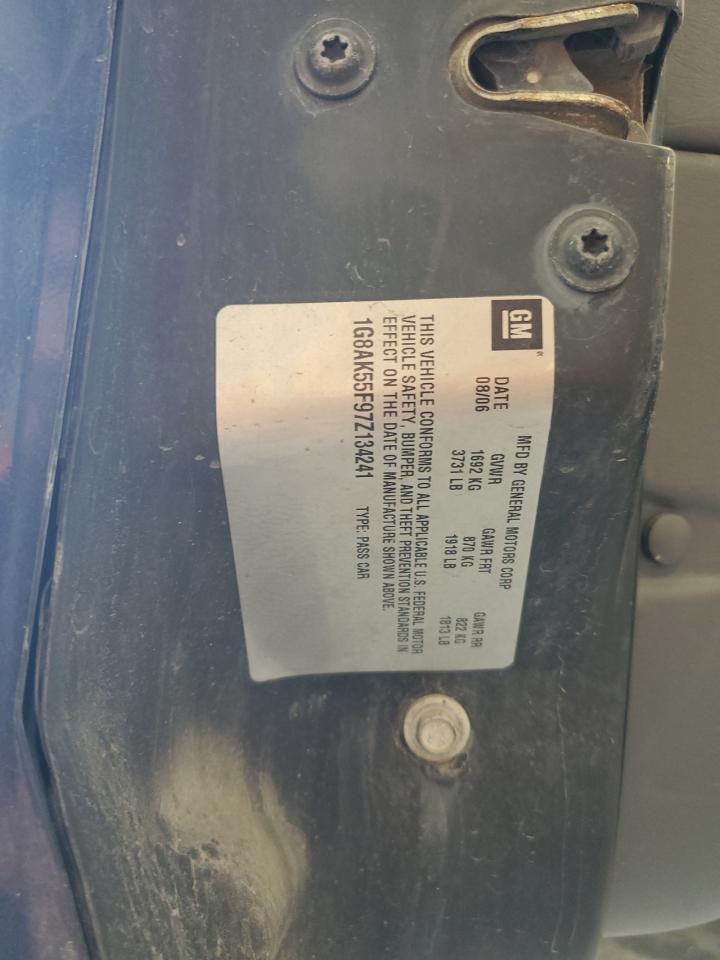 GM
MFD BY GENERAL MOTORS CORP
DATE GVWR GAWR FRT GAWR RR
08/06 1692 KG 870 KG 822 KG
3731 LB 1918 LB 1813 LB
THIS VEHICLE CONFORMS TO ALL APPLICABLE U.S. FEDERAL MOTOR
VEHICLE SAFETY, BUMPER, AND THEFT PREVENTION STANDARDS IN
EFFECT ON THE DATE OF MANUFACTURE SHOWN ABOVE.
1G8AK55F97Z134241 TYPE: PASS CAR